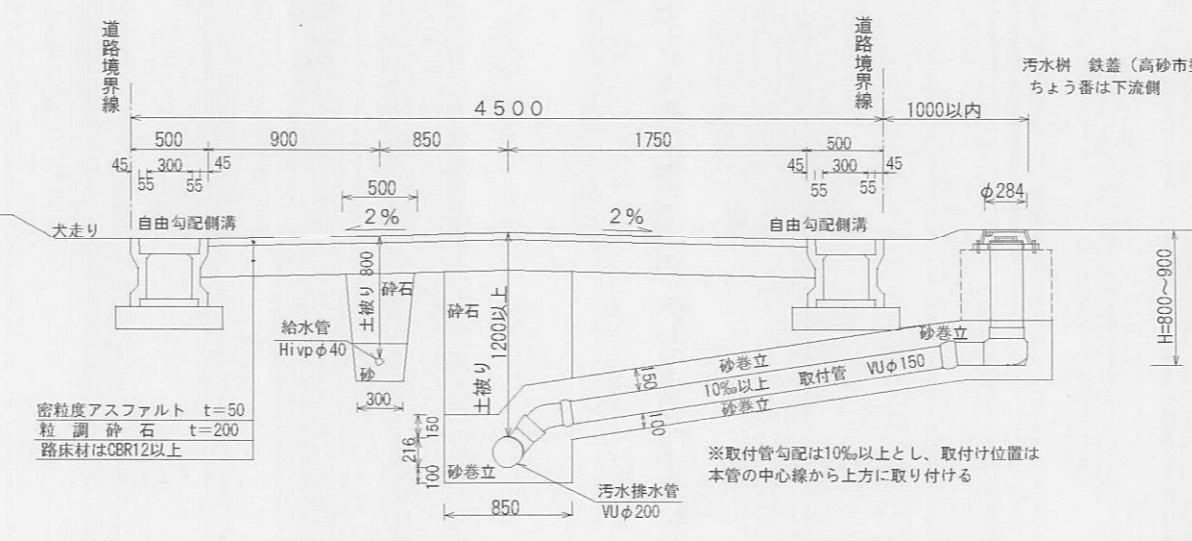 道路境界線
道路境界線
汚水桝 鉄蓋(高砂市型
ちょう番は下流側
4500
1000以内
500
900
850
1750
500
45
300
45
45
300
45
55
55
55
55
500
φ284
2%
2%
犬走り
自由勾配側溝
自由勾配側溝
土被り 800
砕石
砕石
土被り 1200以上
H=800~900
給水管
Hivpφ40
砂
砂巻立
砂巻立
150
10‰以上 取付管 VUφ150
砂巻立
100
300
密粒度アスファルト t=50
粒調砕石 t=200
路床材はCBR12以上
150
216
100
砂巻立
※取付管勾配は10‰以上とし、取付け位置は
本管の中心線から上方に取り付ける
汚水排水管
VUφ200
850